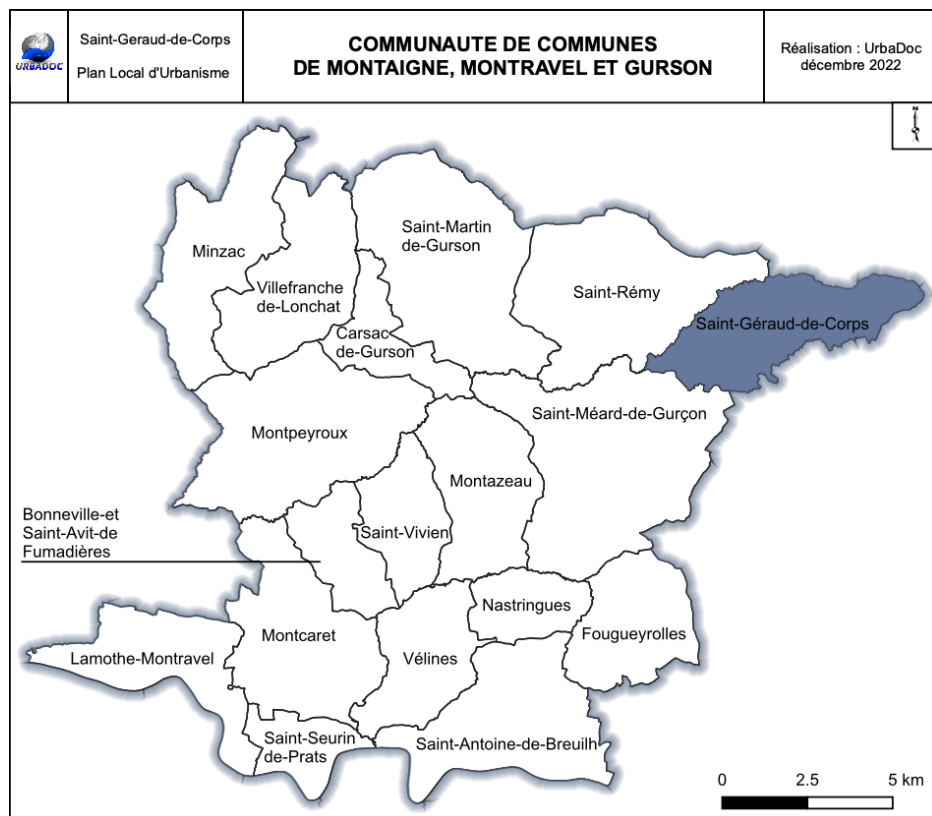 URBADOC
Saint-Geraud-de-Corps
Plan Local d'Urbanisme
COMMUNAUTE DE COMMUNES
DE MONTAIGNE, MONTRAVEL ET GURSON
Réalisation : UrbaDoc
décembre 2022
N
Minzac
Villefranche
de-Lonchat
Saint-Martin
de-Gurson
Carsac
de-Gurson
Saint-Rémy
Saint-Géraud-de-Corps
Saint-Méard-de-Gurçon
Montpeyroux
Montazeau
Saint-Vivien
Bonneville-et
Saint-Avit-de
Fumadières
Nastringues
Fougueyrolles
Montcaret
Vélines
Lamothe-Montravel
Saint-Seurin
de-Prats
Saint-Antoine-de-Breuilh
0 2.5 5 km